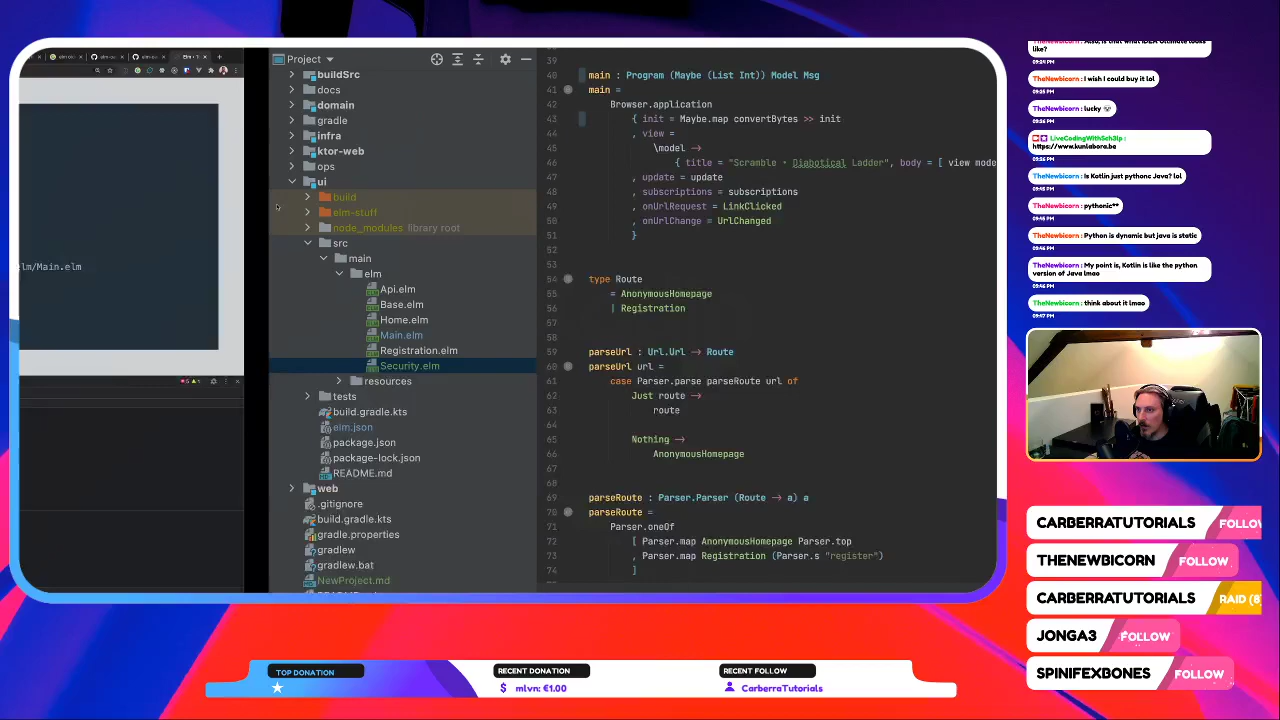 elm/Main.elm
Project
buildSrc
docs
domain
gradle
infra
ktor-web
ops
ui
build
elm-stuff
node_modules library root
src
main
elm
Api.elm
Base.elm
Home.elm
Main.elm
Registration.elm
Security.elm
resources
tests
build.gradle.kts
elm.json
package.json
package-lock.json
README.md
web
.gitignore
build.gradle.kts
gradle.properties
gradlew
gradlew.bat
NewProject.md
39
40 main : Program (Maybe (List Int)) Model Msg
41 main =
42 Browser.application
43 { init = Maybe.map convertBytes >> init
44 , view =
45 \model →
46 { title = "Scramble • Diabotical Ladder", body = [ view mode
47 , update = update
48 , subscriptions = subscriptions
49 , onUrlRequest = LinkClicked
50 , onUrlChange = UrlChanged
51 }
52
53
54 type Route
55 = AnonymousHomepage
56 | Registration
57
58
59 parseUrl : Url.Url → Route
60 parseUrl url =
61 case Parser.parse parseRoute url of
62 Just route →
63 route
64
65 Nothing →
66 AnonymousHomepage
67
68
69 parseRoute : Parser.Parser (Route → a) a
70 parseRoute =
71 Parser.oneOf
72 [ Parser.map AnonymousHomepage Parser.top
73 , Parser.map Registration (Parser.s "register")
74 ]
like?
TheNewbicorn : I wish I could buy it lol
TheNewbicorn : lucky
LiveCodingWithSch3lp :
https://www.kunlabora.be
TheNewbicorn : Is Kotlin just pythonc Java? lol
TheNewbicorn : pythonic**
TheNewbicorn : Python is dynamic but java is static
TheNewbicorn : My point is, Kotlin is like the python
version of Java lmao
TheNewbicorn : think about it lmao
CARBERRATUTORIALS FOLLOW
THENEWBICORN FOLLOW
CARBERRATUTORIALS RAID (8
JONGA3 FOLLOW
SPINIFEXBONES FOLLOW
TOP DONATION
RECENT DONATION
$ mlvn: €1.00
RECENT FOLLOW
CarberraTutorials